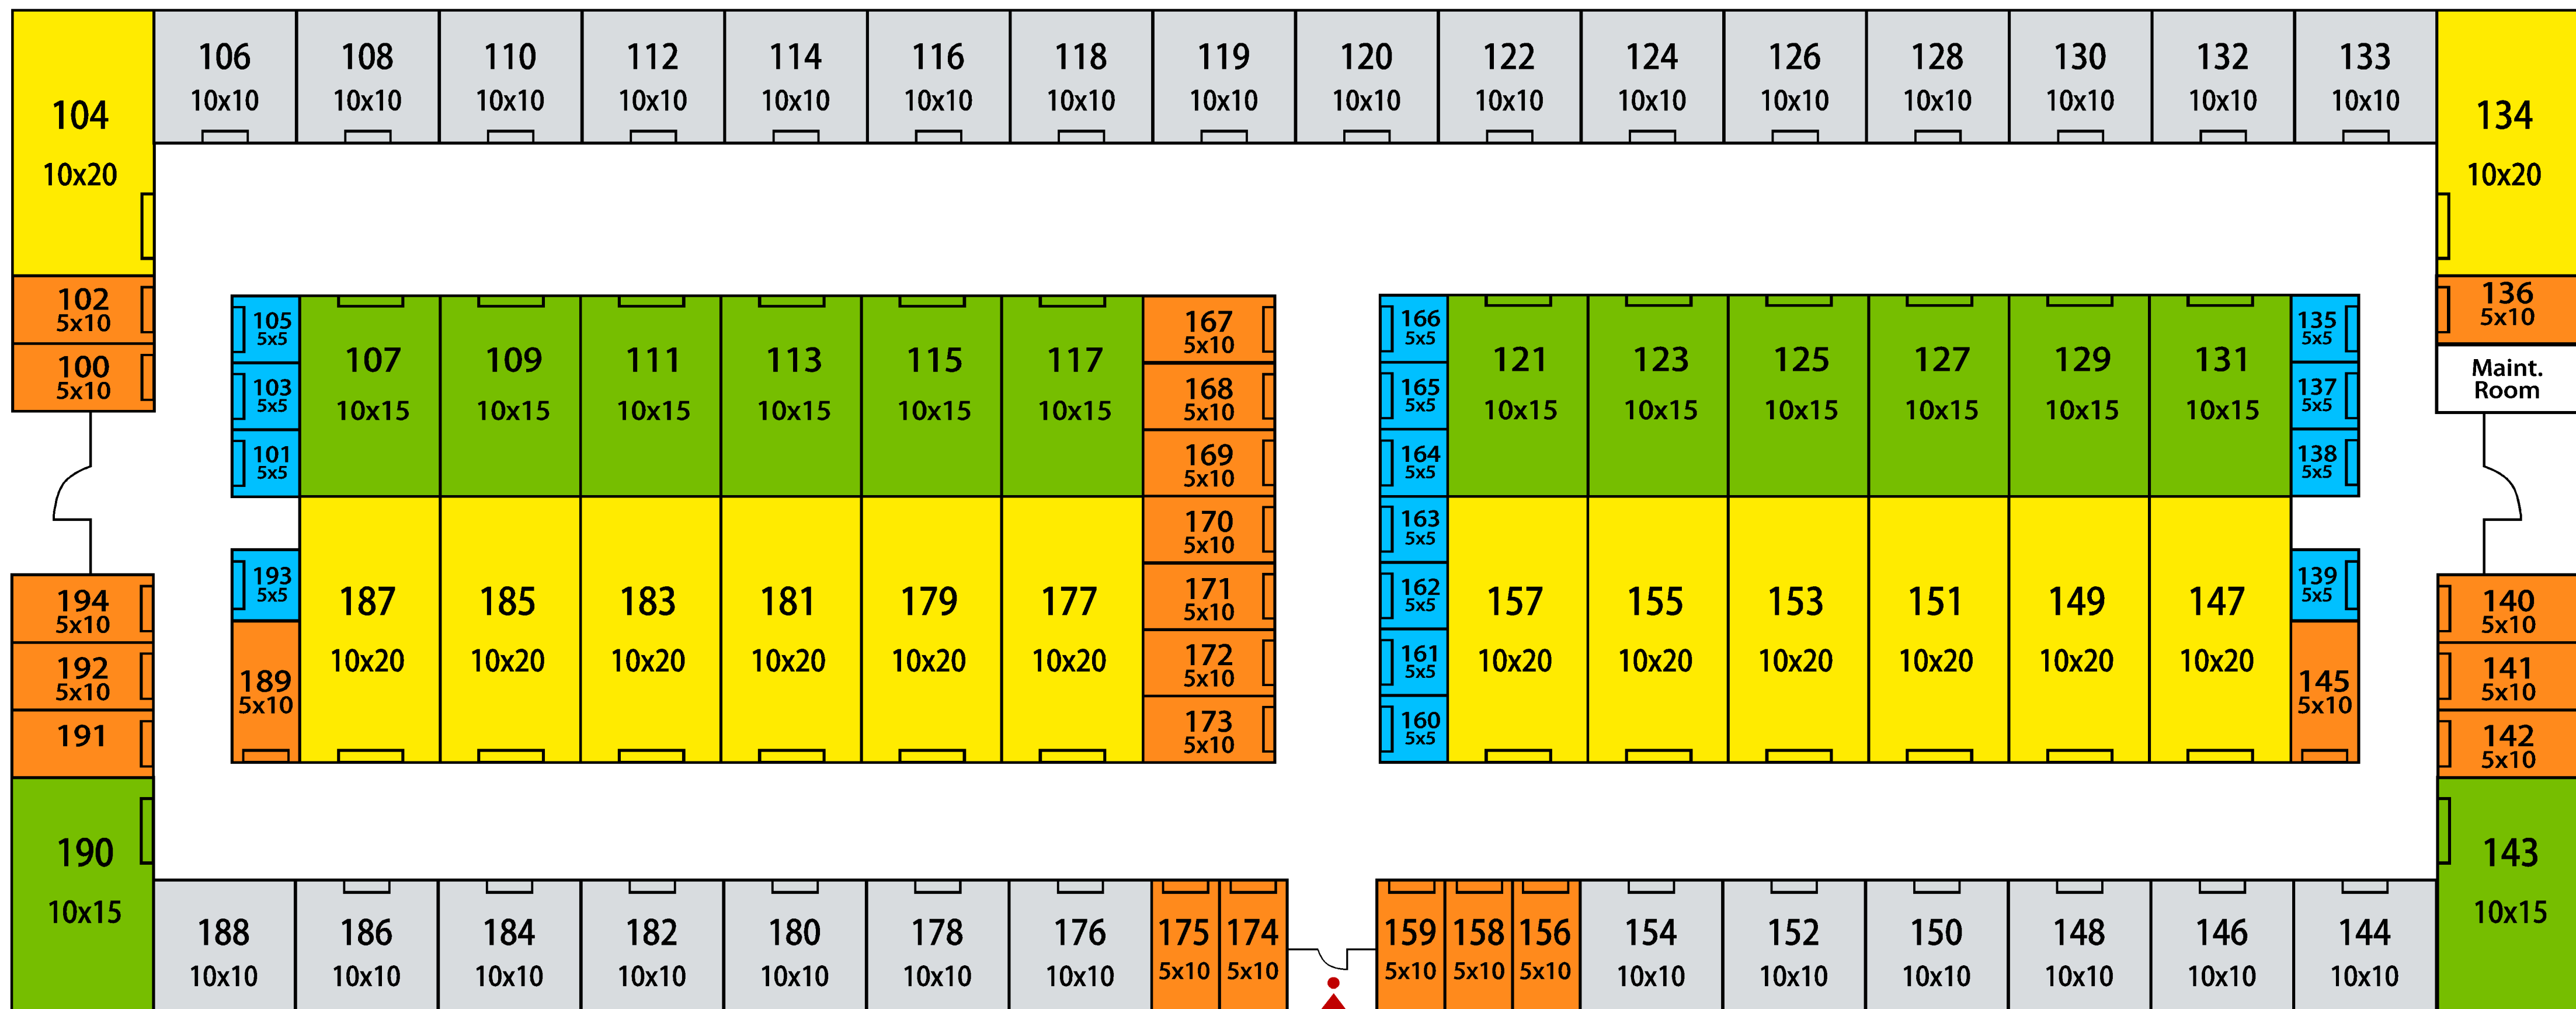 104
10x20
106
10x10
108
10x10
110
10x10
112
10x10
114
10x10
116
10x10
118
10x10
119
10x10
120
10x10
122
10x10
124
10x10
126
10x10
128
10x10
130
10x10
132
10x10
133
10x10
134
10x20
102
5x10
100
5x10
136
5x10
Maint.
Room
105
5x5
103
5x5
101
5x5
107
10x15
109
10x15
111
10x15
113
10x15
115
10x15
117
10x15
167
5x10
168
5x10
169
5x10
170
5x10
171
5x10
172
5x10
173
5x10
166
5x5
165
5x5
164
5x5
163
5x5
162
5x5
161
5x5
160
5x5
121
10x15
123
10x15
125
10x15
127
10x15
129
10x15
131
10x15
135
5x5
137
5x5
138
5x5
194
5x10
192
5x10
191
193
5x5
189
5x10
187
10x20
185
10x20
183
10x20
181
10x20
179
10x20
177
10x20
157
10x20
155
10x20
153
10x20
151
10x20
149
10x20
147
10x20
139
5x5
145
5x10
140
5x10
141
5x10
142
5x10
190
10x15
188
10x10
186
10x10
184
10x10
182
10x10
180
10x10
178
10x10
176
10x10
175
5x10
174
5x10
159
5x10
158
5x10
156
5x10
154
10x10
152
10x10
150
10x10
148
10x10
146
10x10
144
10x10
143
10x15